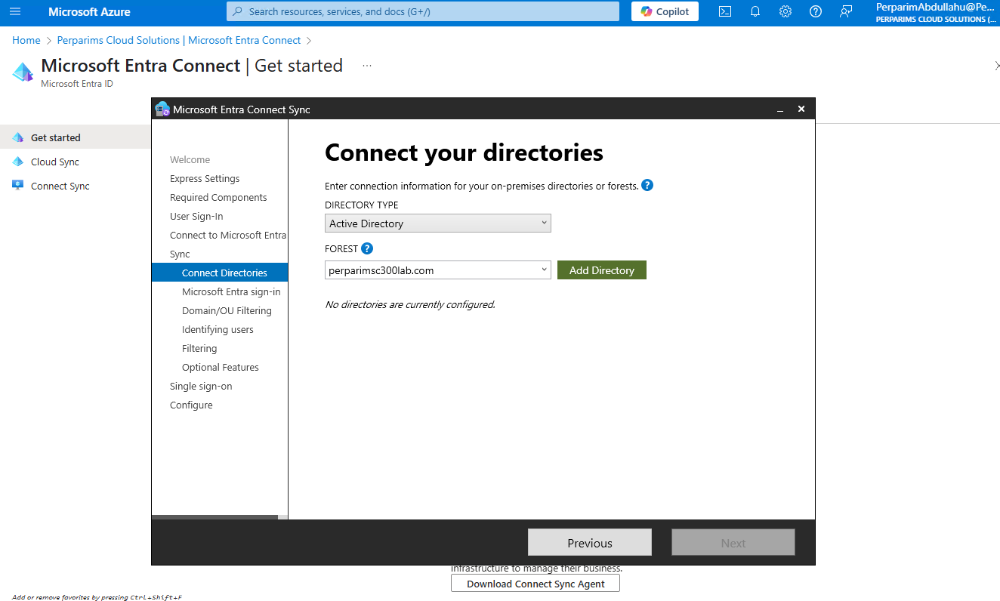 Microsoft Azure
Search resources, services, and docs (G+/)
Copilot
PerparimAbdullahu@Pe...
PERPARIMS CLOUD SOLUTIONS (...
Home > Perparims Cloud Solutions | Microsoft Entra Connect >
Microsoft Entra Connect | Get started ...
Microsoft Entra ID
Get started
Cloud Sync
Connect Sync
Microsoft Entra Connect Sync
Welcome
Express Settings
Required Components
User Sign-In
Connect to Microsoft Entra
Sync
Connect Directories
Microsoft Entra sign-in
Domain/OU Filtering
Identifying users
Filtering
Optional Features
Single sign-on
Configure
Connect your directories
Enter connection information for your on-premises directories or forests. ?
DIRECTORY TYPE
Active Directory
FOREST ?
perparimsc300lab.com
Add Directory
No directories are currently configured.
Previous
Next
infrastructure to manage their business.
Download Connect Sync Agent
Add or remove favorites by pressing Ctrl+Shift+F